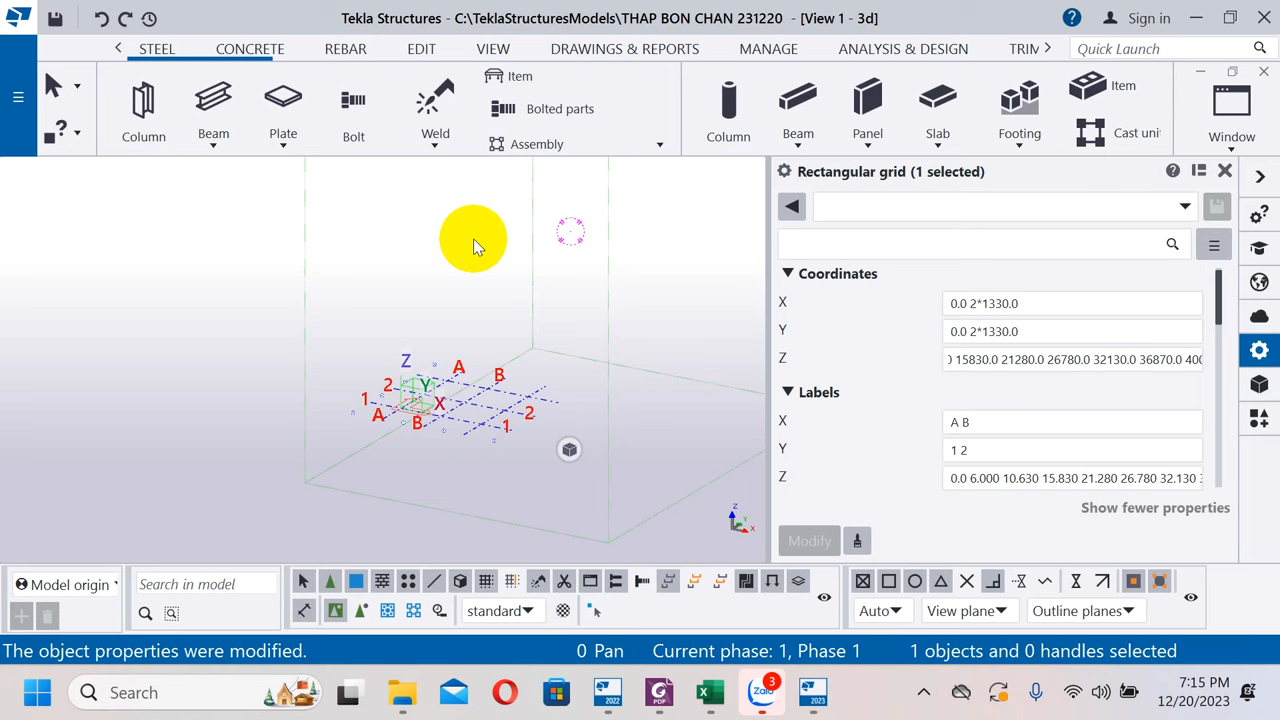 Tekla Structures - C:\TeklaStructuresModels\THAP BON CHAN 231220 - [View 1 - 3d]
Sign in
STEEL CONCRETE REBAR EDIT VIEW DRAWINGS & REPORTS MANAGE ANALYSIS & DESIGN TRIM
Quick Launch
Column Beam Plate Bolt Weld
Item
Bolted parts
Assembly
Column Beam Panel Slab Footing
Item
Cast unit
Window
Rectangular grid (1 selected)
Coordinates
X 0.0 2*1330.0
Y 0.0 2*1330.0
Z 15830.0 21280.0 26780.0 32130.0 36870.0
Labels
X A B
Y 1 2
Z 0.0 6.000 10.630 15.830 21.280 26.780 32.130
Show fewer properties
Modify
Z A B
2 Y
1 X
A B 1 2
Z
Y
X
Model origin
Search in model
standard
Auto
View plane
Outline planes
The object properties were modified.
0 Pan
Current phase: 1, Phase 1
1 objects and 0 handles selected
Search
2022
PDF
Zalo
3
2023
7:15 PM
12/20/2023